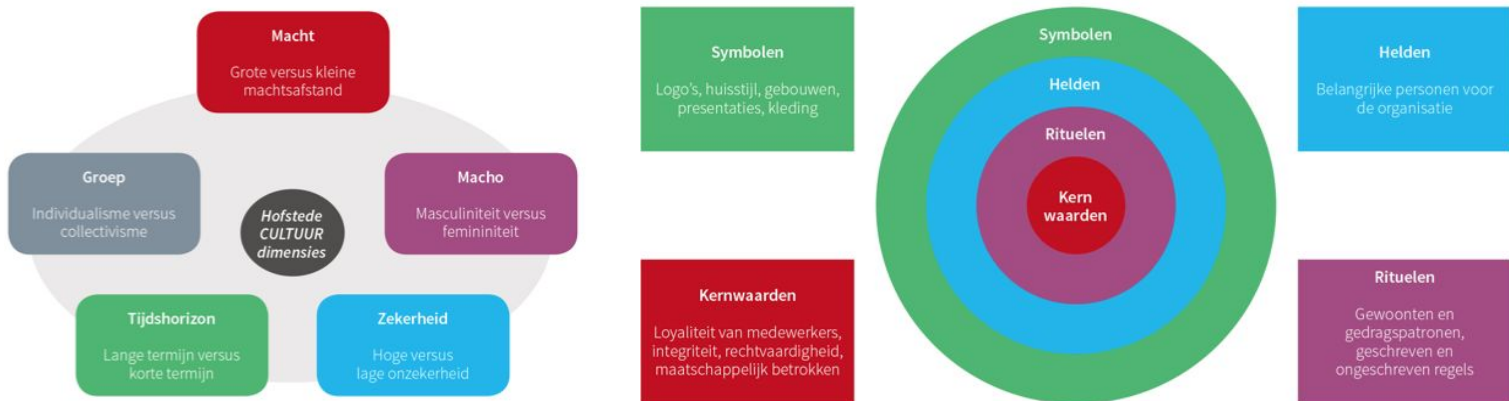 Macht
Grote versus kleine
machtsafstand
Groep
Individualisme versus
collectivisme
Hofstede
CULTUUR
dimensies
Macho
Masculiniteit versus
femininiteit
Tijdshorizon
Lange termijn versus
korte termijn
Zekerheid
Hoge versus
lage onzekerheid
Symbolen
Logo's, huisstijl, gebouwen,
presentaties, kleding
Kernwaarden
Loyaliteit van medewerkers,
integriteit, rechtvaardigheid,
maatschappelijk betrokken
Symbolen
Helden
Rituelen
Kern
waarden
Helden
Belangrijke personen voor
de organisatie
Rituelen
Gewoonten en
gedragspatronen,
geschreven en
ongeschreven regels